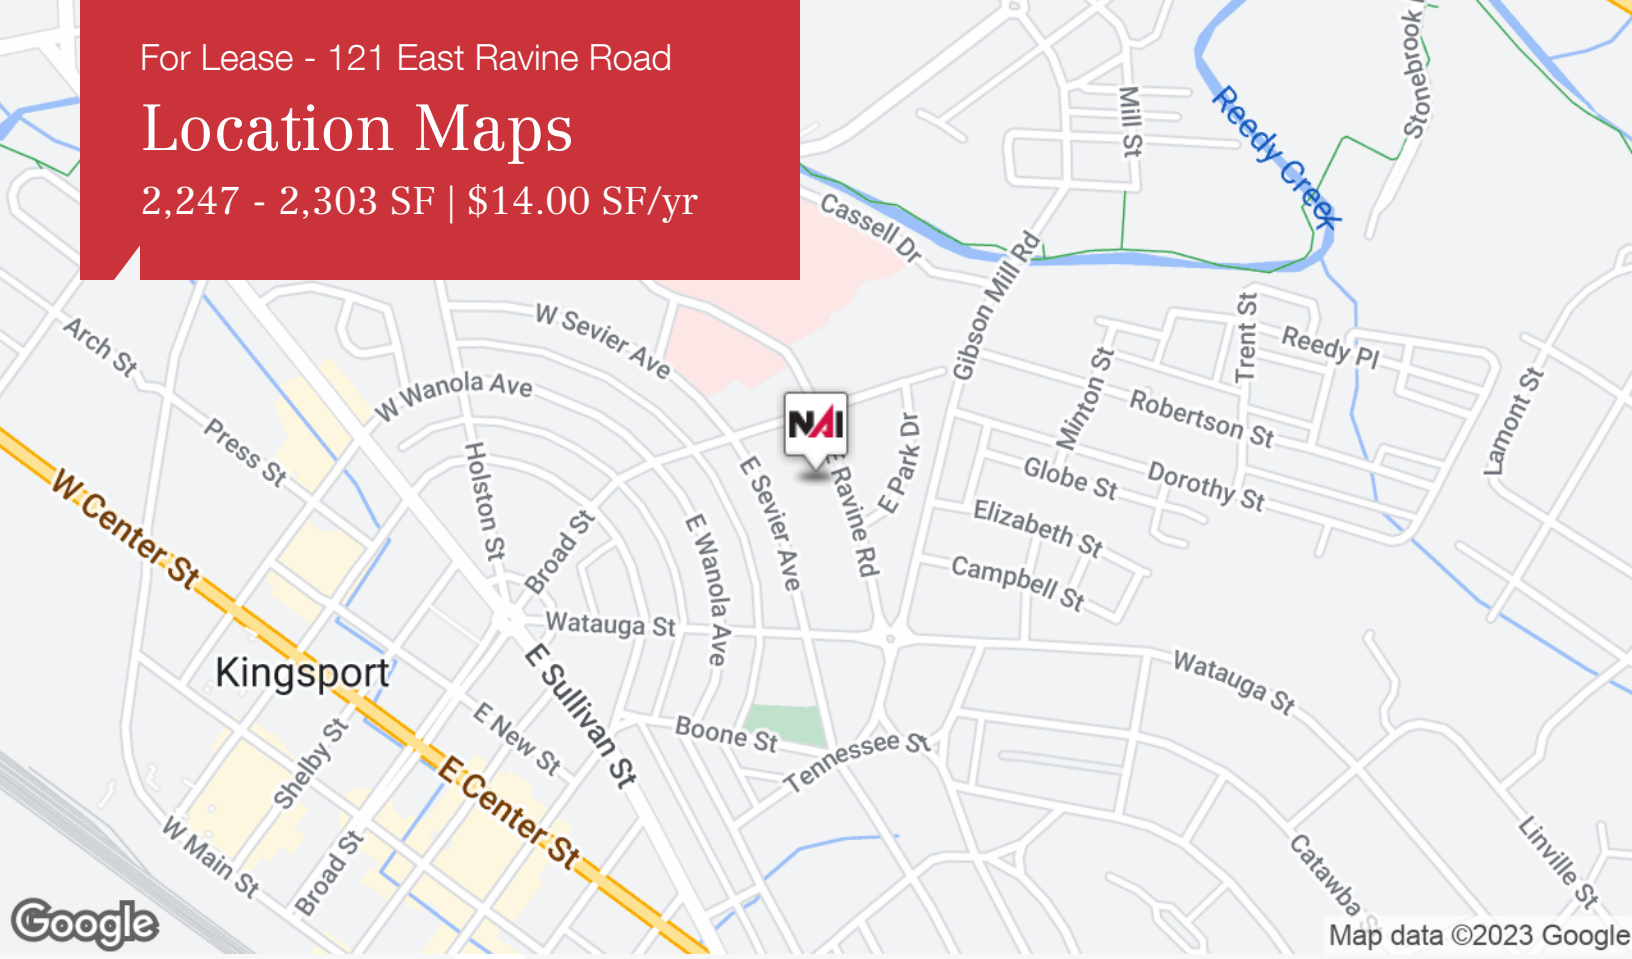 For Lease - 121 East Ravine Road
Location Maps
2,247 - 2,303 SF | $14.00 SF/yr
Mill St
Reedy Creek
Stonebrook
Cassell Dr
Gibson Mill Rd
Trent St
Reedy Pl
Arch St
W Sevier Ave
W Wanola Ave
Minton St
Robertson St
Lamont St
NAI
Press St
Holston St
E Sevier Ave
E Ravine Rd
E Park Dr
Globe St
Dorothy St
W Center St
Broad St
E Wanola Ave
Elizabeth St
Campbell St
Watauga St
Kingsport
E Sullivan St
Watauga St
E New St
Boone St
Tennessee St
Shelby St
E Center St
W Main St
Broad St
Catawba S
Linville St
Google
Map data ©2023 Google